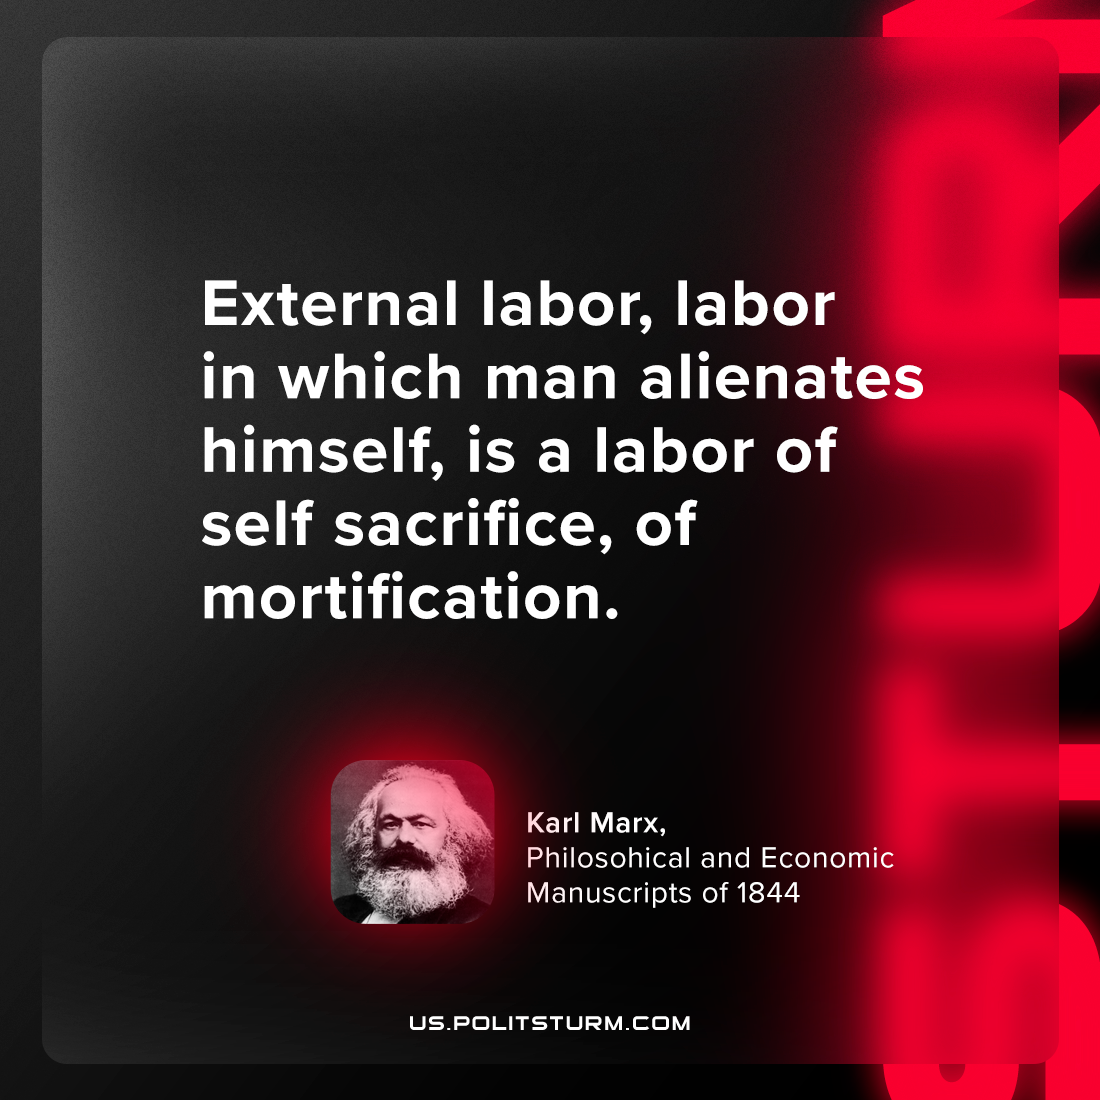 External labor, labor
in which man alienates
himself, is a labor of
self sacrifice, of
mortification.
Karl Marx,
Philosohical and Economic
Manuscripts of 1844
US.POLITSTURM.COM
STURM